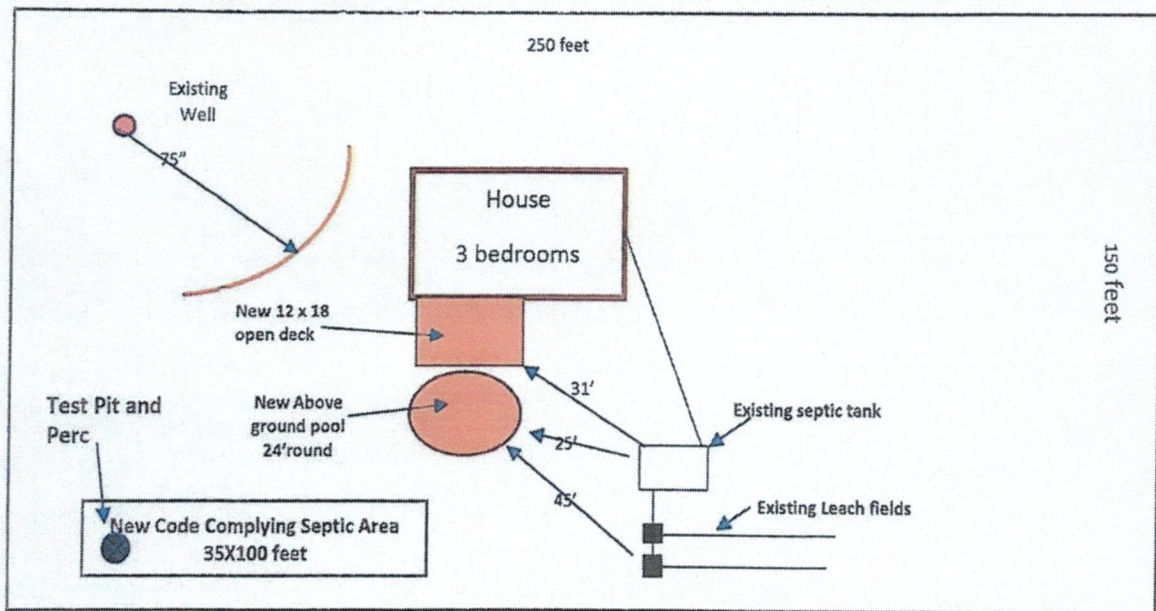 250 feet
Existing
Well
75"
House
3 bedrooms
150 feet
New 12 x 18
open deck
31'
Test Pit and
Perc
New Above
ground pool
24'round
25'
Existing septic tank
45'
New Code Complying Septic Area
35X100 feet
Existing Leach fields